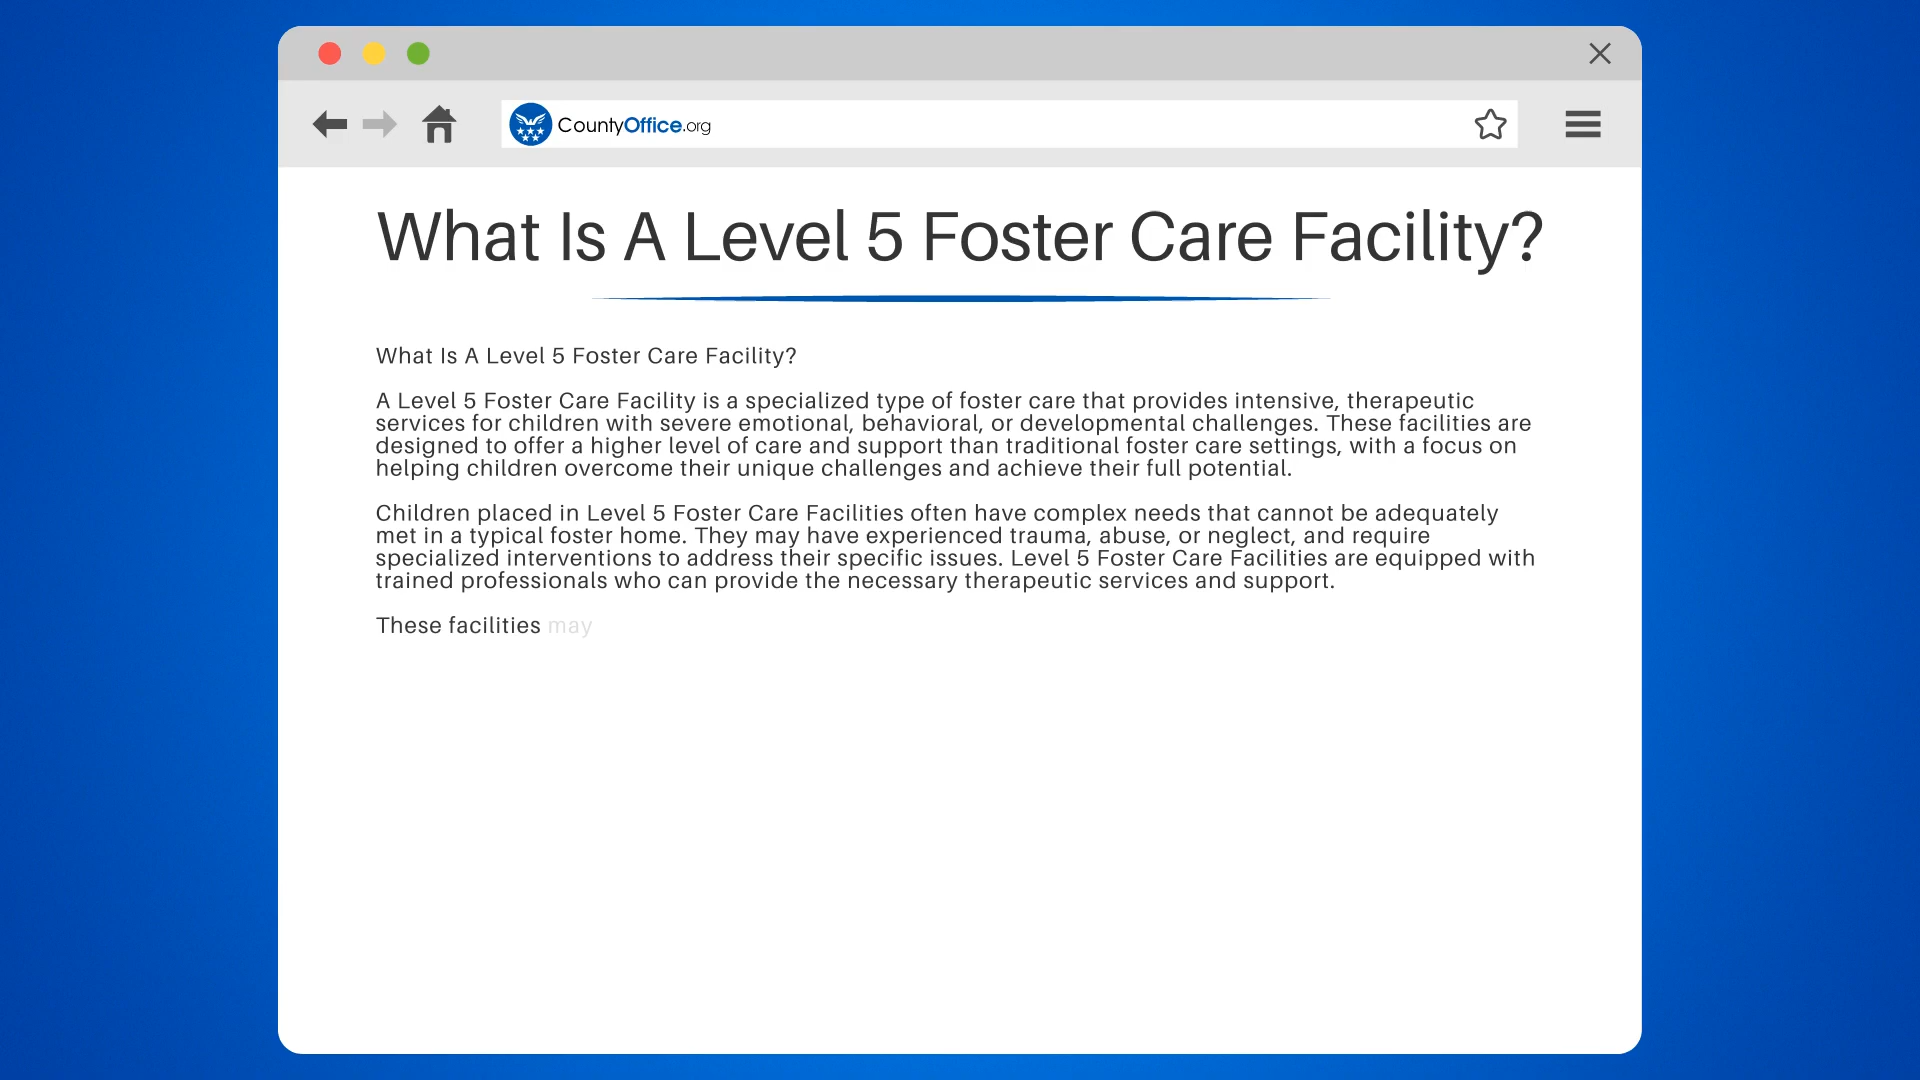 CountyOffice.org
What Is A Level 5 Foster Care Facility?
What Is A Level 5 Foster Care Facility?
A Level 5 Foster Care Facility is a specialized type of foster care that provides intensive, therapeutic
services for children with severe emotional, behavioral, or developmental challenges. These facilities are
designed to offer a higher level of care and support than traditional foster care settings, with a focus on
helping children overcome their unique challenges and achieve their full potential.
Children placed in Level 5 Foster Care Facilities often have complex needs that cannot be adequately
met in a typical foster home. They may have experienced trauma, abuse, or neglect, and require
specialized interventions to address their specific issues. Level 5 Foster Care Facilities are equipped with
trained professionals who can provide the necessary therapeutic services and support.
These facilities may